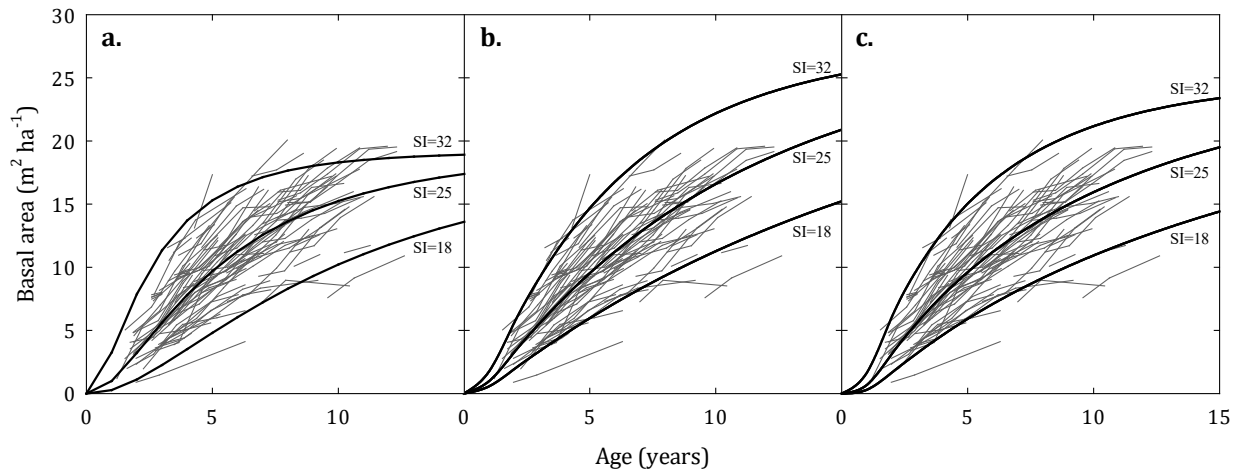 30
25
20
15
10
5
0
Basal area (m² ha⁻¹)
a.
SI=32
SI=25
SI=18
b.
SI=32
SI=25
SI=18
c.
SI=32
SI=25
SI=18
0 5 10 0 5 10 0 5 10 15
Age (years)